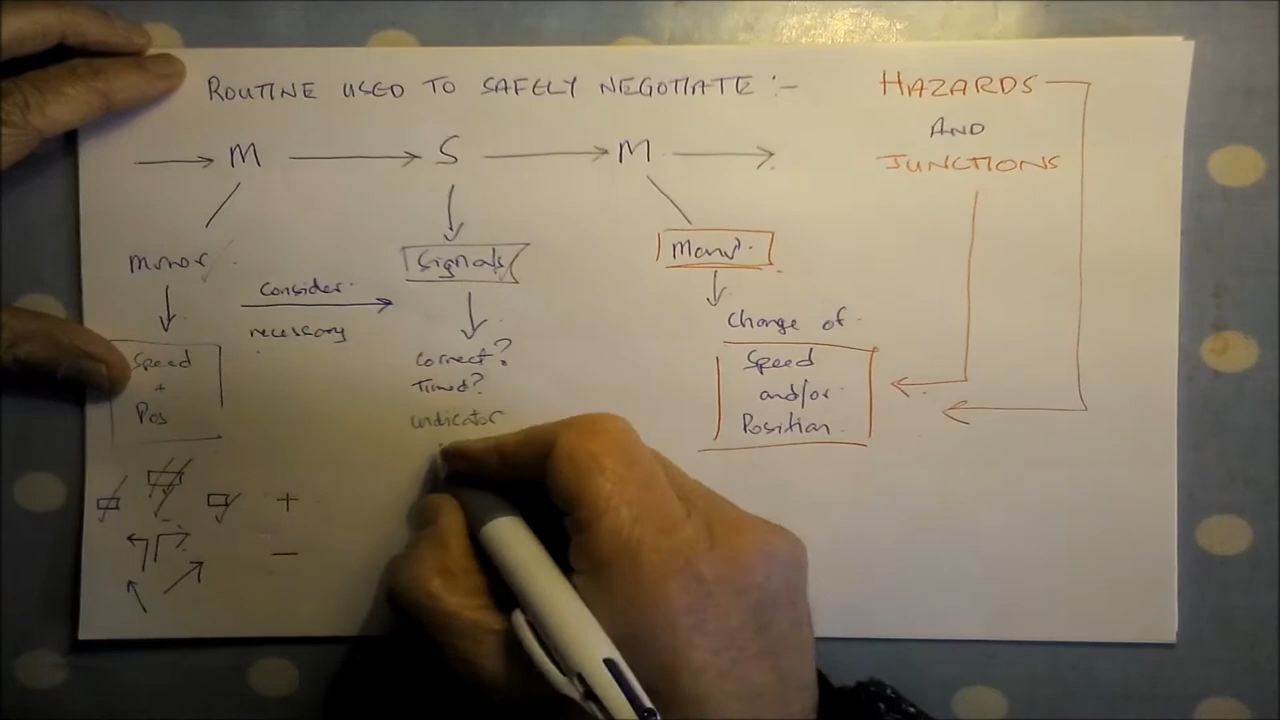 ROUTINE USED TO SAFELY NEGOTIATE :-
HAZARDS
AND
JUNCTIONS
M
S
M
Mirror
Consider
necessary
Signals
Manv.
Speed
+
Pos
Correct?
Timed?
indicator
Change of
Speed
and/or
Position
+
-